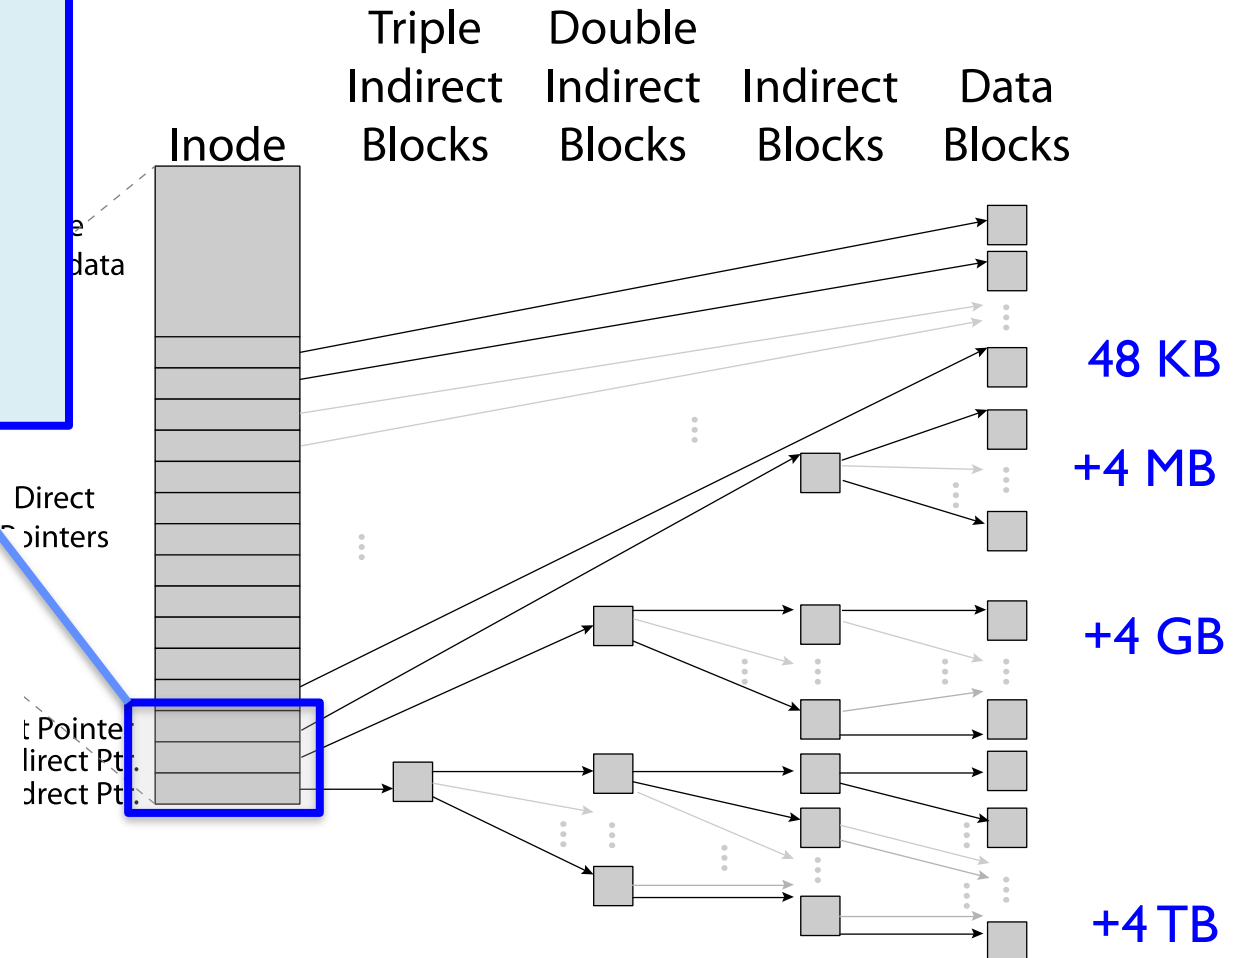 Triple
Indirect
Blocks
Double
Indirect
Blocks
Indirect
Blocks
Data
Blocks
Inode
data
48 KB
+4 MB
Direct
+4 GB
+4 TB